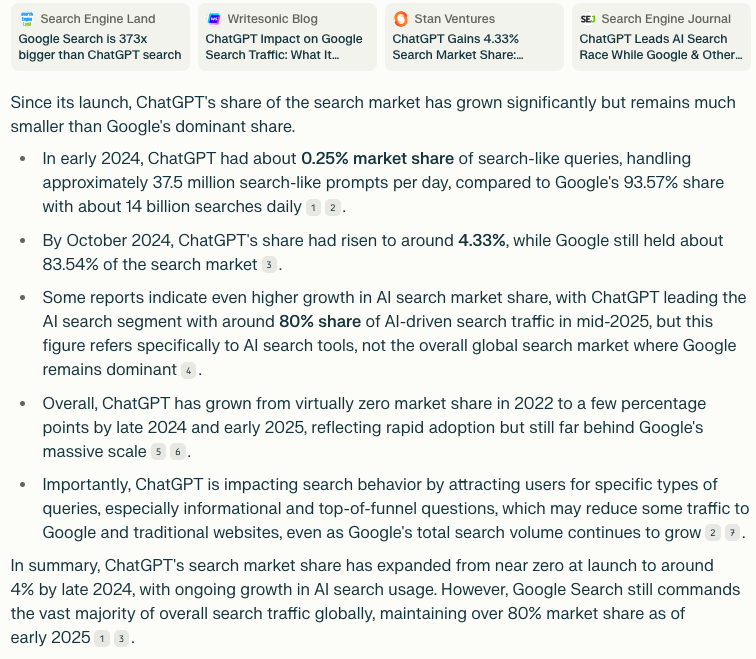 Search Engine Land
Google Search is 373x
bigger than ChatGPT search
Writesonic Blog
ChatGPT Impact on Google
Search Traffic: What It…
Stan Ventures
ChatGPT Gains 4.33%
Search Market Share:…
SEJ Search Engine Journal
ChatGPT Leads AI Search
Race While Google & Other…
Since its launch, ChatGPT's share of the search market has grown significantly but remains much
smaller than Google's dominant share.
• In early 2024, ChatGPT had about 0.25% market share of search-like queries, handling
approximately 37.5 million search-like prompts per day, compared to Google's 93.57% share
with about 14 billion searches daily 1 2 .
• By October 2024, ChatGPT's share had risen to around 4.33%, while Google still held about
83.54% of the search market 3 .
• Some reports indicate even higher growth in AI search market share, with ChatGPT leading the
AI search segment with around 80% share of AI-driven search traffic in mid-2025, but this
figure refers specifically to AI search tools, not the overall global search market where Google
remains dominant 4 .
• Overall, ChatGPT has grown from virtually zero market share in 2022 to a few percentage
points by late 2024 and early 2025, reflecting rapid adoption but still far behind Google's
massive scale 5 6 .
• Importantly, ChatGPT is impacting search behavior by attracting users for specific types of
queries, especially informational and top-of-funnel questions, which may reduce some traffic to
Google and traditional websites, even as Google's total search volume continues to grow 2 7 .
In summary, ChatGPT's search market share has expanded from near zero at launch to around
4% by late 2024, with ongoing growth in AI search usage. However, Google Search still commands
the vast majority of overall search traffic globally, maintaining over 80% market share as of
early 2025 1 3 .